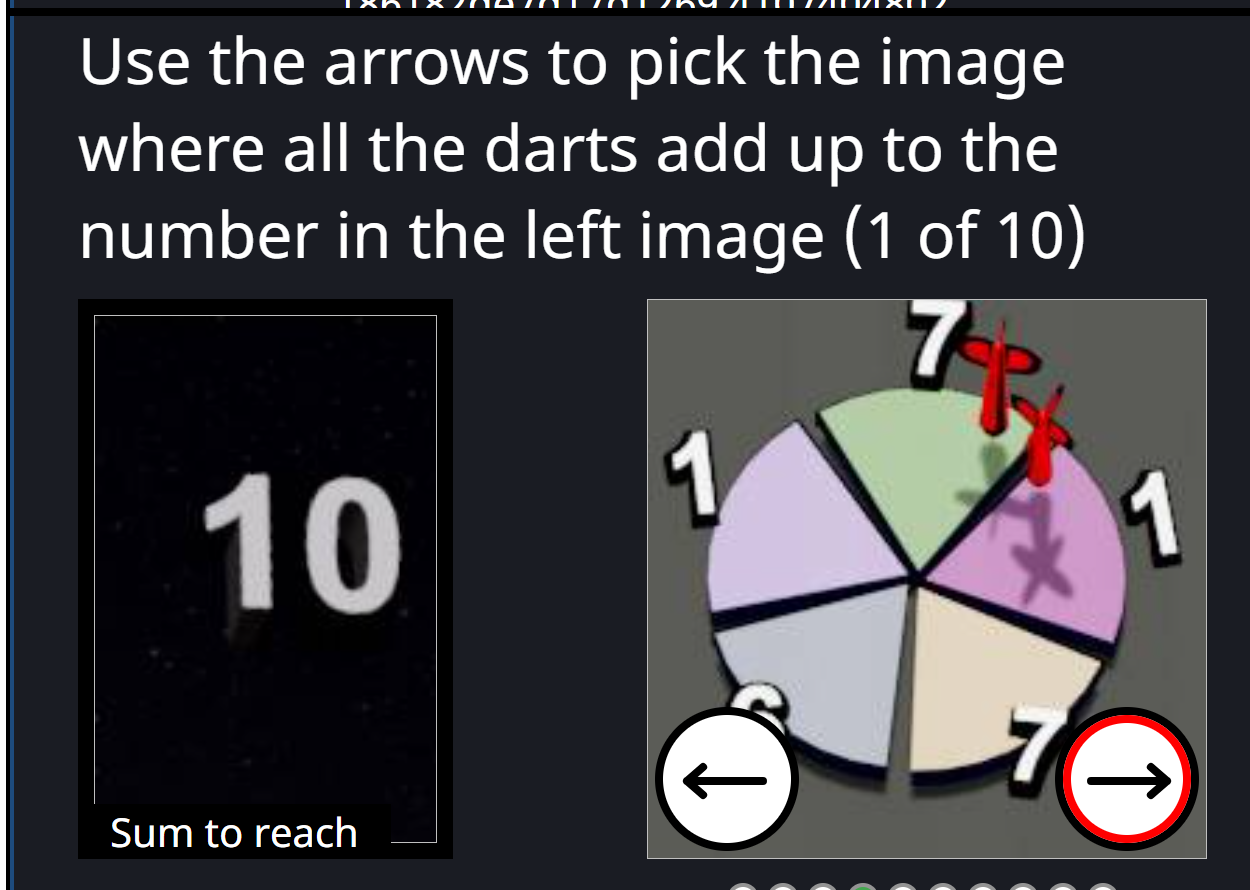 Use the arrows to pick the image
where all the darts add up to the
number in the left image (1 of 10)
7
10
1
1
6
7
Sum to reach